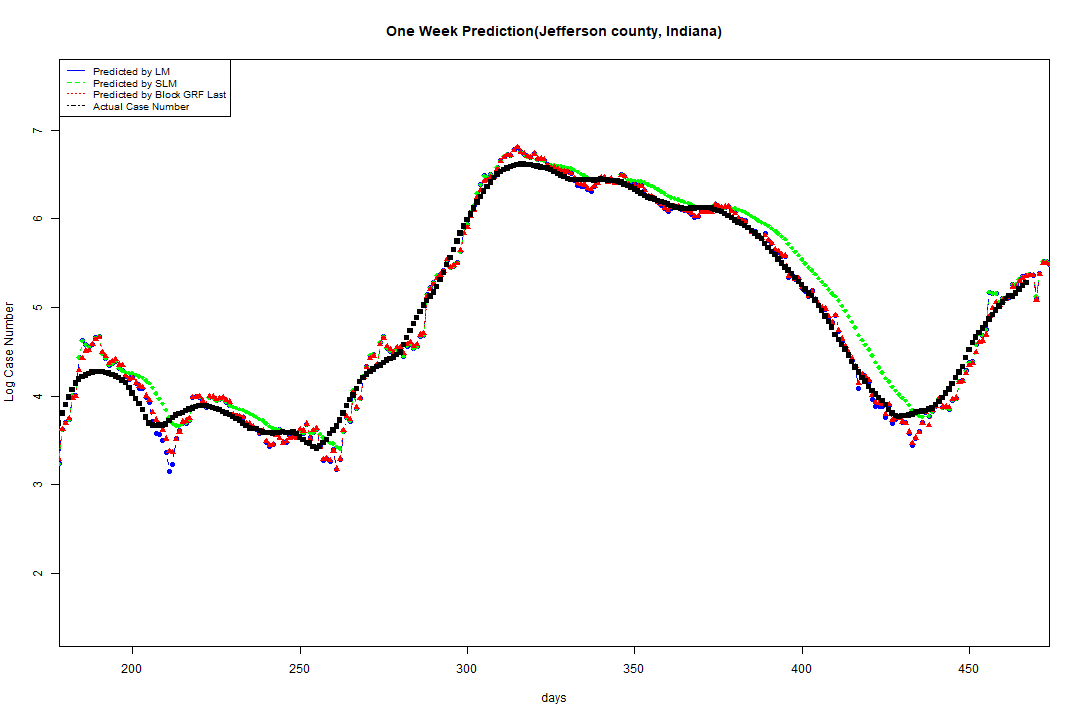 One Week Prediction(Jefferson county, Indiana)
Predicted by LM
Predicted by SLM
Predicted by Block GRF Last
Actual Case Number
7
6
5
4
3
2
Log Case Number
200 250 300 350 400 450
days